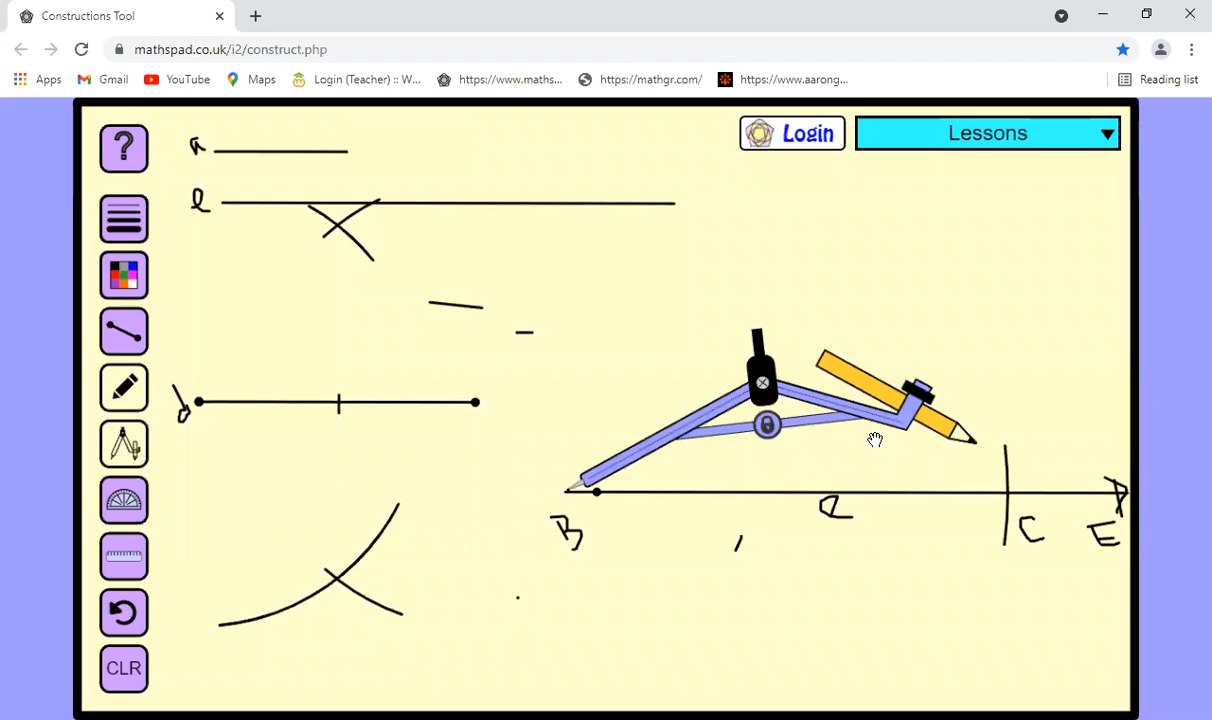 Constructions Tool
mathspad.co.uk/i2/construct.php
Apps Gmail YouTube Maps Login (Teacher) :: W... https://www.maths... https://mathgr.com/ https://www.aarong... Reading list
? Login Lessons
l
b
a
B C E
CLR